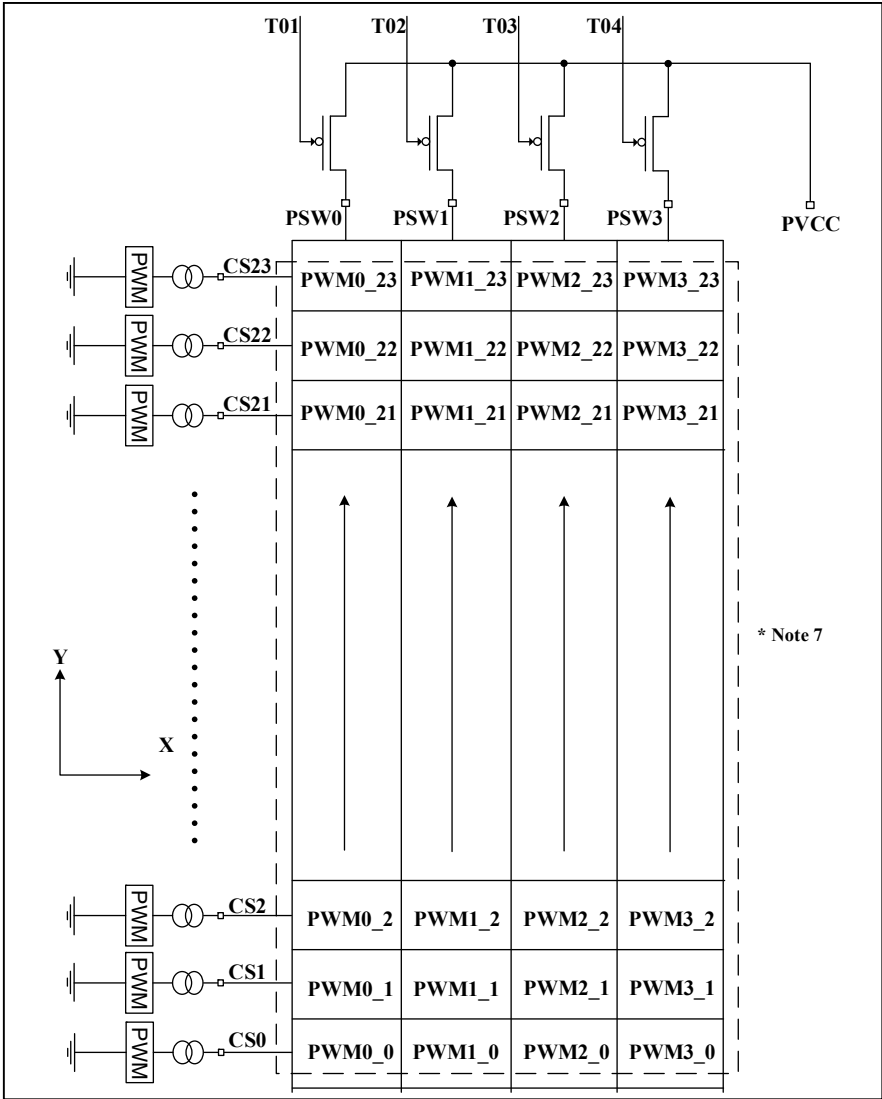 T01 T02 T03 T04
PSW0 PSW1 PSW2 PSW3 PVCC
PWM CS23 PWM0_23 PWM1_23 PWM2_23 PWM3_23
PWM CS22 PWM0_22 PWM1_22 PWM2_22 PWM3_22
PWM CS21 PWM0_21 PWM1_21 PWM2_21 PWM3_21
* Note 7
Y
X
PWM CS2 PWM0_2 PWM1_2 PWM2_2 PWM3_2
PWM CS1 PWM0_1 PWM1_1 PWM2_1 PWM3_1
PWM CS0 PWM0_0 PWM1_0 PWM2_0 PWM3_0